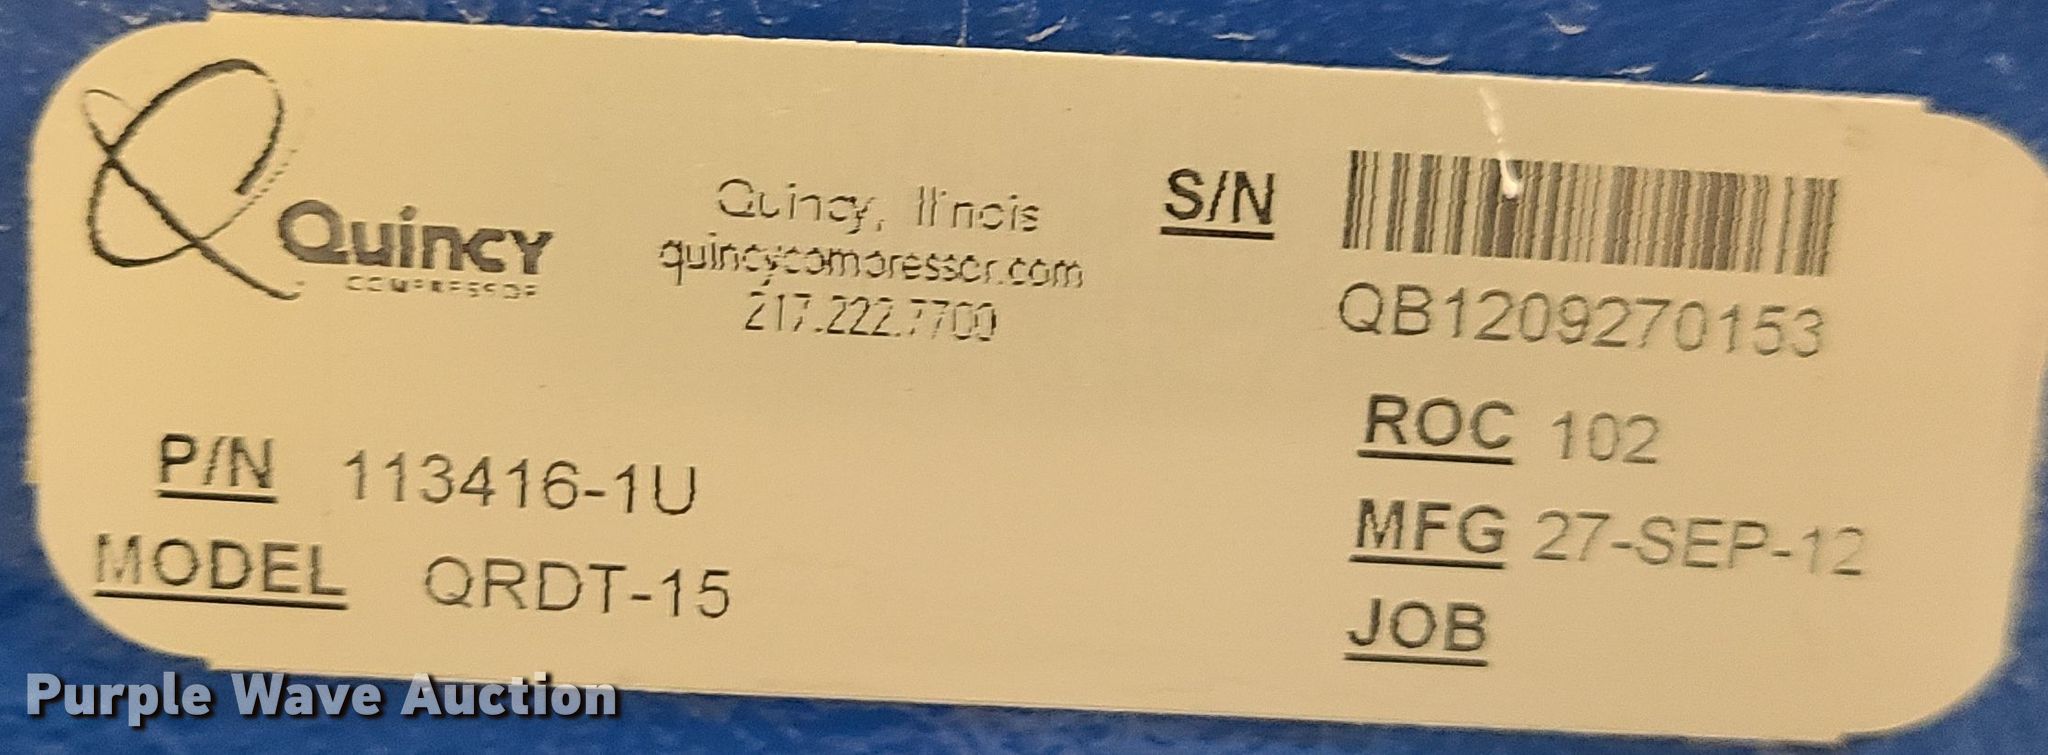 Quincy
COMPRESSOR
Quincy, Illinois
quincycompressor.com
217.222.7700
S/N
QB1209270153
ROC 102
MFG 27-SEP-12
JOB
P/N 113416-1U
MODEL QRDT-15
Purple Wave Auction